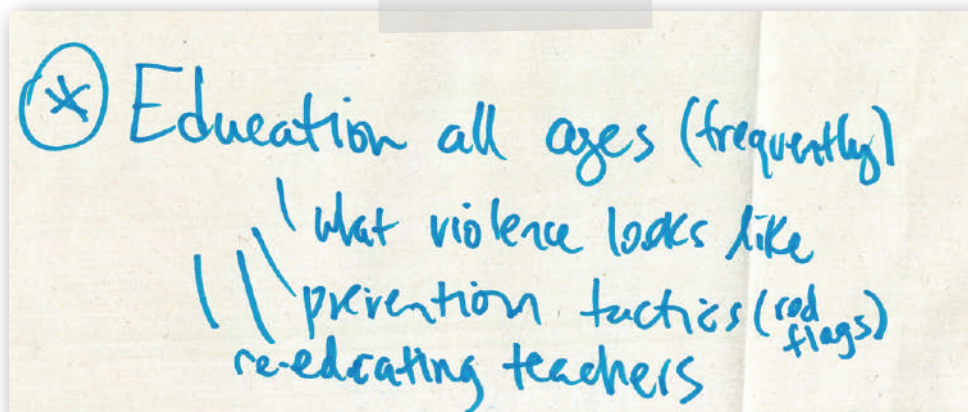 * Education all ages (frequently)
\ what violence looks like
\ prevention tactics (red flags)
\\ re-educating teachers